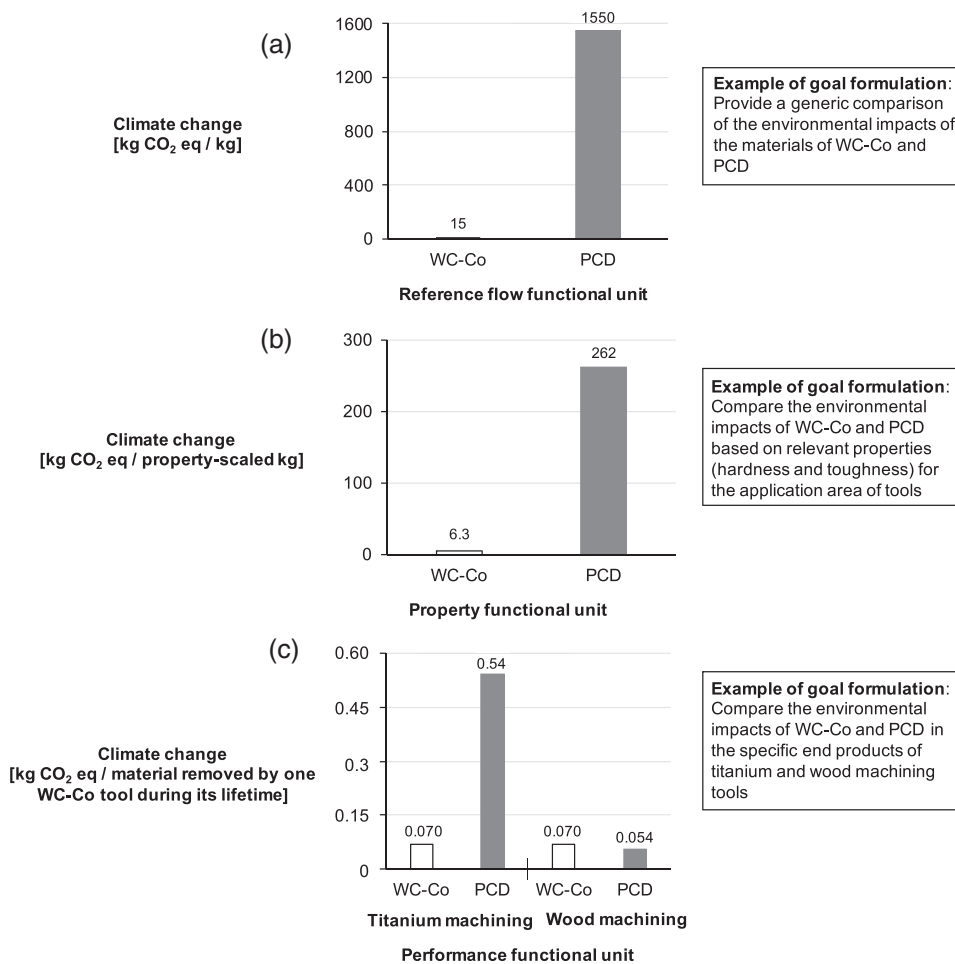 (a)
Climate change
[kg CO₂ eq / kg]
1600
1200
800
400
0
1550
15
WC-Co
PCD
Reference flow functional unit
Example of goal formulation:
Provide a generic comparison
of the environmental impacts of
the materials of WC-Co and
PCD
(b)
Climate change
[kg CO₂ eq / property-scaled kg]
300
200
100
0
262
6.3
WC-Co
PCD
Property functional unit
Example of goal formulation:
Compare the environmental
impacts of WC-Co and PCD
based on relevant properties
(hardness and toughness) for
the application area of tools
(c)
Climate change
[kg CO₂ eq / material removed by one
WC-Co tool during its lifetime]
0.60
0.45
0.3
0.15
0
0.070
0.54
0.070
0.054
WC-Co
PCD
WC-Co
PCD
Titanium machining
Wood machining
Performance functional unit
Example of goal formulation:
Compare the environmental
impacts of WC-Co and PCD in
the specific end products of
titanium and wood machining
tools